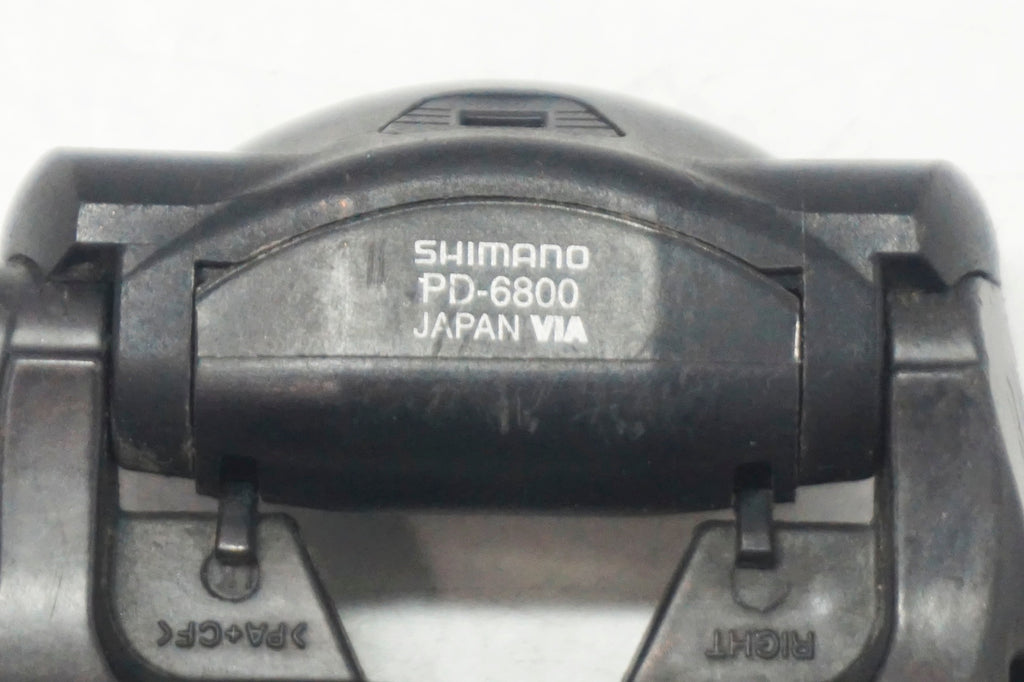 SHIMANO
PD-6800
JAPAN VIA
>PA+CF<
RIGHT